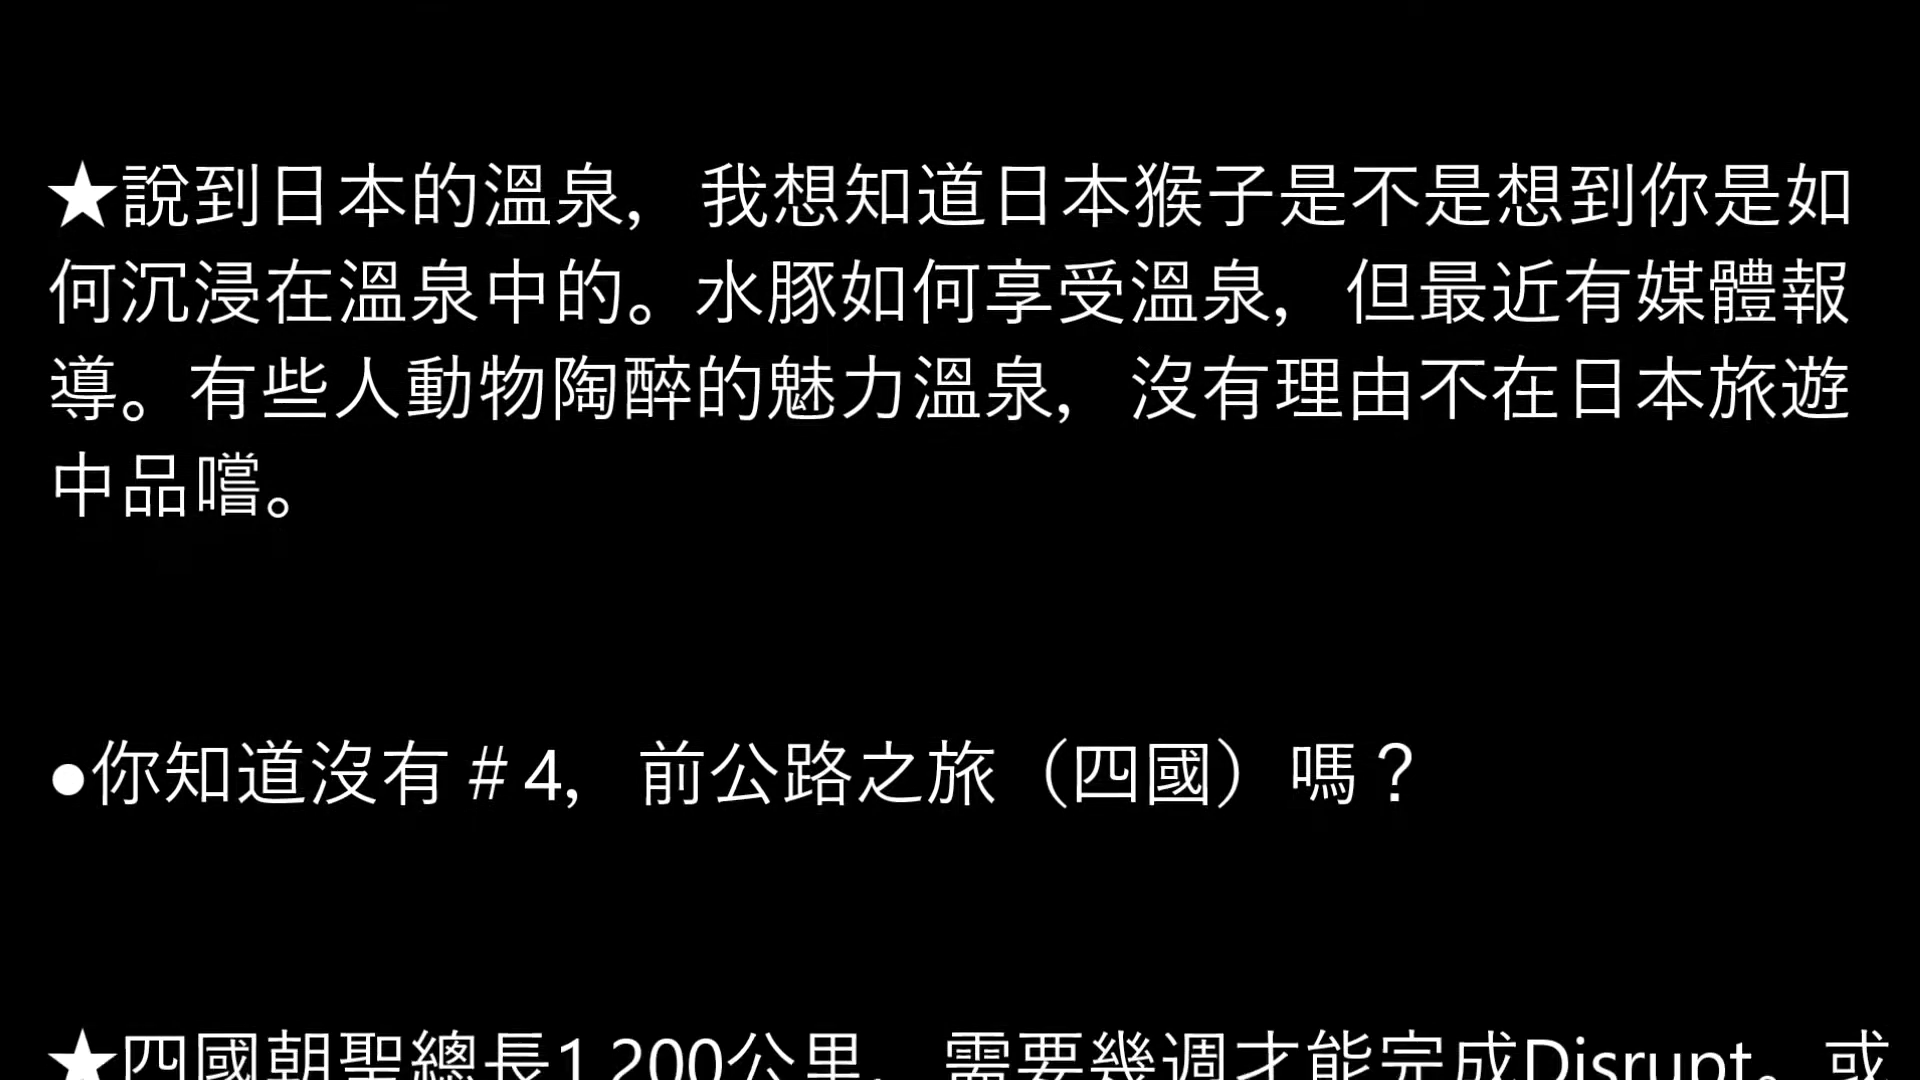 ★說到日本的溫泉, 我想知道日本猴子是不是想到你是如
何沉浸在溫泉中的。水豚如何享受溫泉, 但最近有媒體報
導。有些人動物陶醉的魅力溫泉, 沒有理由不在日本旅遊
中品嚐。
●你知道沒有＃4, 前公路之旅（四國）嗎？
★四國朝聖總長1,200公里, 需要幾週才能完成Disrupt。或